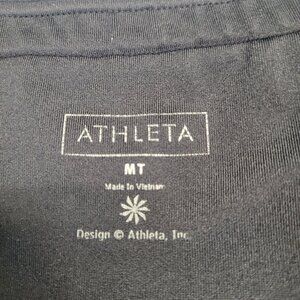 ATHLETA
MT
Made In Vietnam
Design © Athleta, Inc.